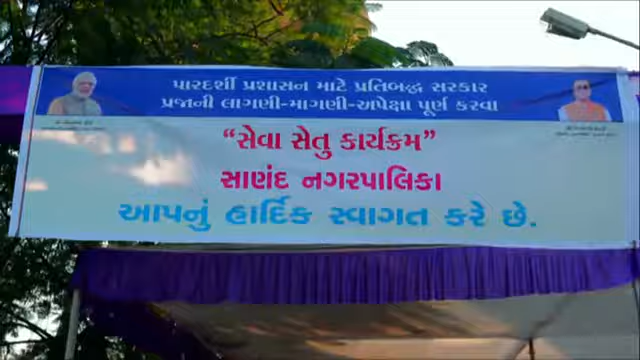 પારદર્શી પ્રશાસન માટે પ્રતિબદ્ધ સરકાર
પ્રજાની લાગણી-માગણી-અપેક્ષા પૂર્ણ કરવા
“સેવા સેતુ કાર્યક્રમ”
સાણંદ નગરપાલિકા
આપનું હાર્દિક સ્વાગત કરે છે.